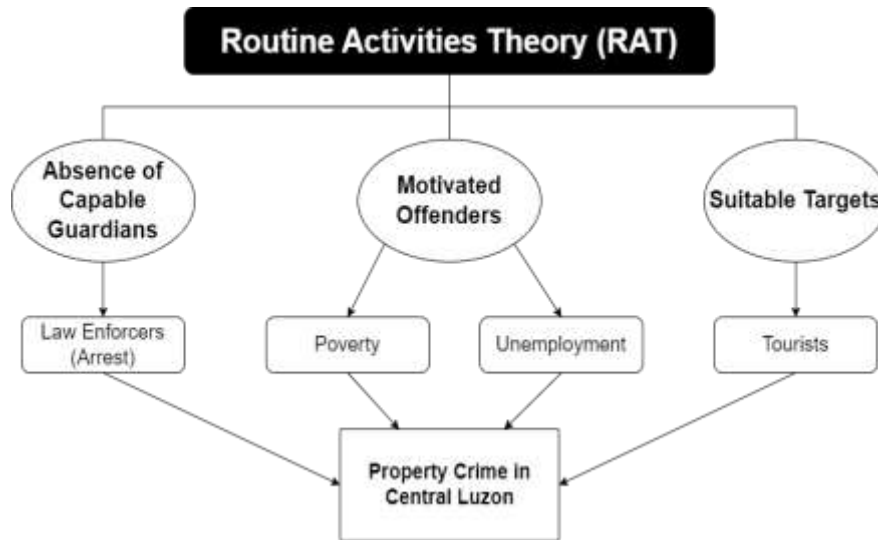 Routine Activities Theory (RAT)
Absence of
Capable
Guardians
Motivated
Offenders
Suitable Targets
Law Enforcers
(Arrest)
Poverty
Unemployment
Tourists
Property Crime in
Central Luzon